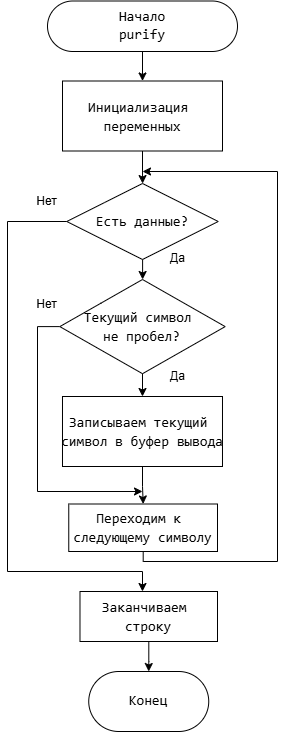 Начало
purify
Инициализация
переменных
Нет
Есть данные?
Да
Нет
Текущий символ
не пробел?
Да
Записываем текущий
символ в буфер вывода
Переходим к
следующему символу
Заканчиваем
строку
Конец